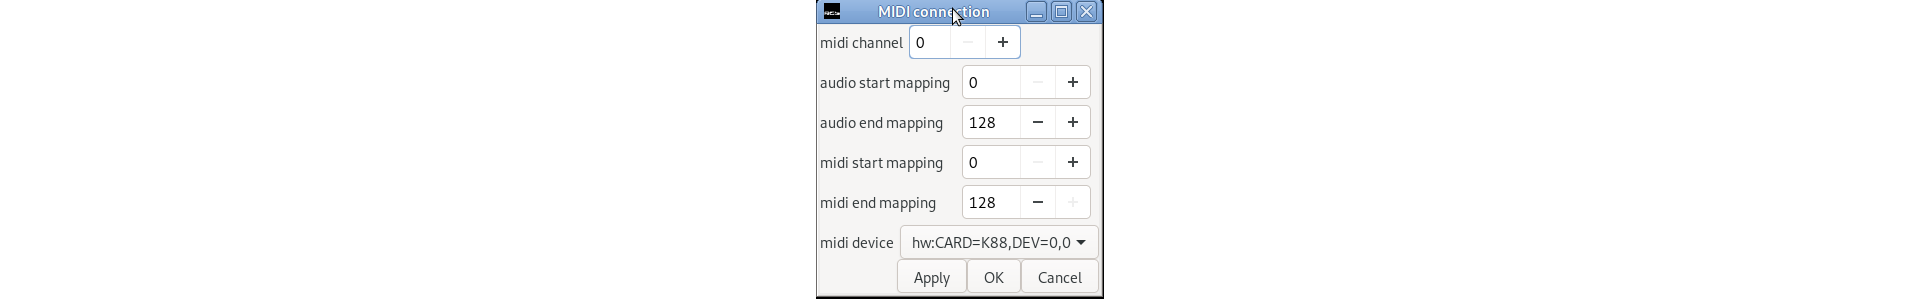 MIDI connection
midi channel 0 − +
audio start mapping 0 − +
audio end mapping 128 − +
midi start mapping 0 − +
midi end mapping 128 − +
midi device hw:CARD=K88,DEV=0,0
Apply OK Cancel